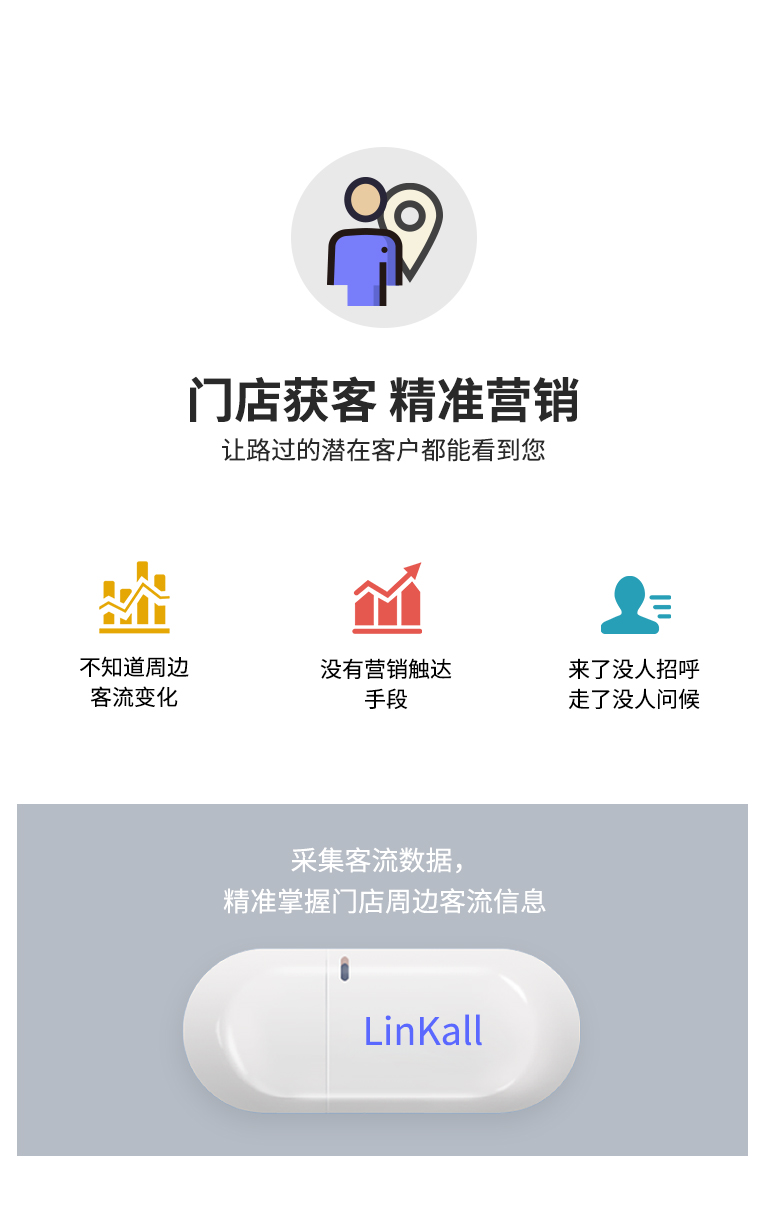 门店获客 精准营销
让路过的潜在客户都能看到您
不知道周边
客流变化
没有营销触达
手段
来了没人招呼
走了没人问候
采集客流数据，
精准掌握门店周边客流信息
LinKall